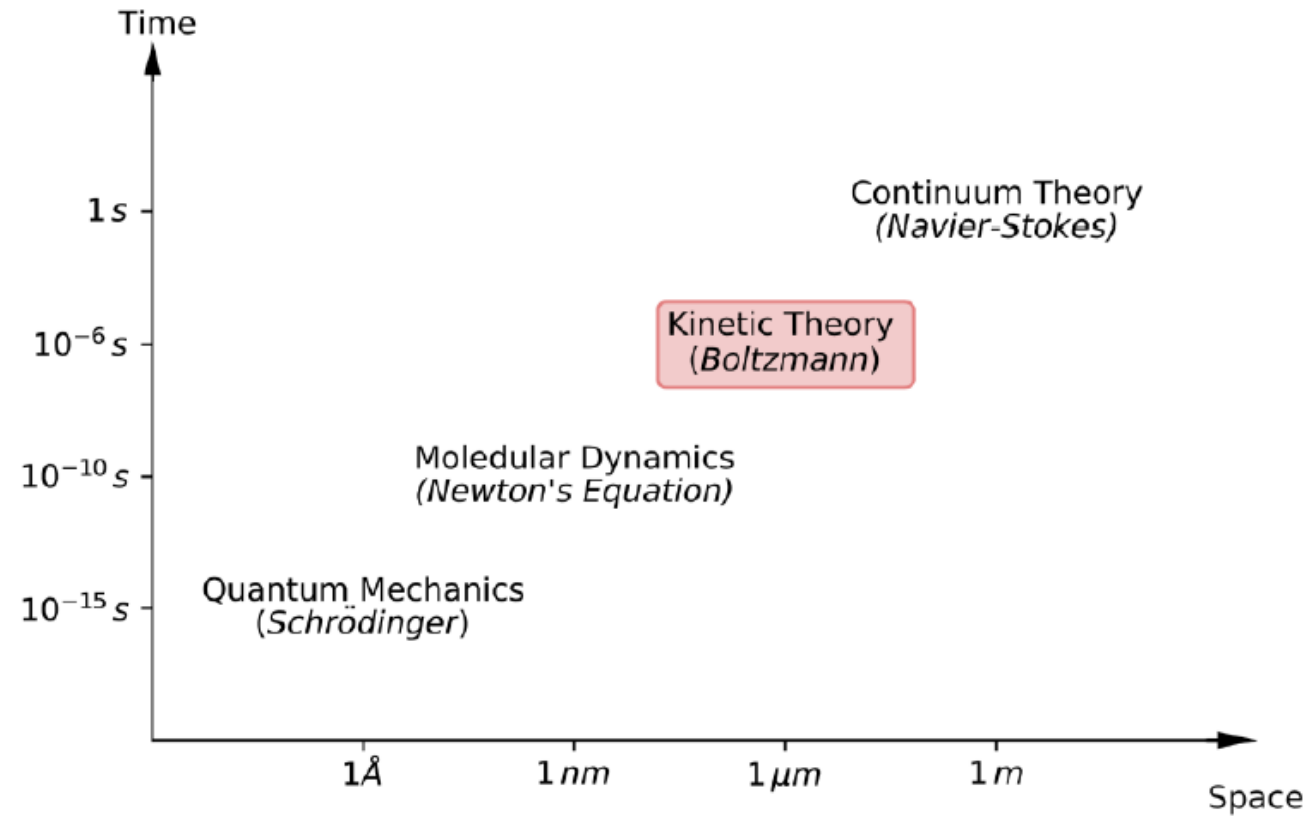 Time
1 s
Continuum Theory
(Navier-Stokes)
10⁻⁶ s
Kinetic Theory
(Boltzmann)
10⁻¹⁰ s
Moledular Dynamics
(Newton's Equation)
10⁻¹⁵ s
Quantum Mechanics
(Schrödinger)
1Å
1 nm
1 μm
1 m
Space